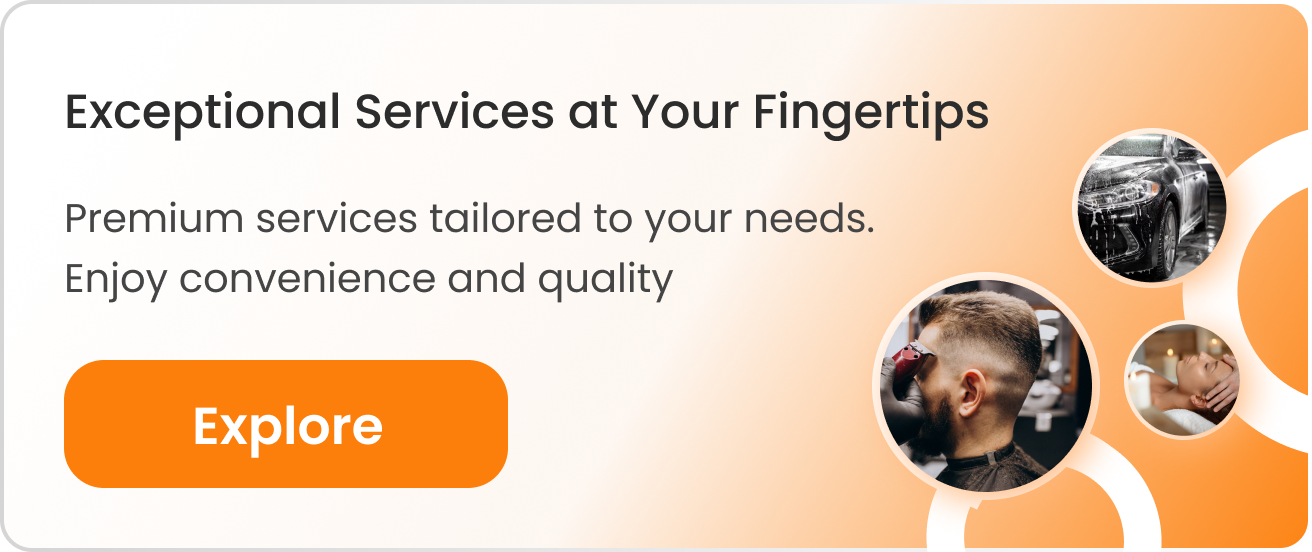 Exceptional Services at Your Fingertips
Premium services tailored to your needs.
Enjoy convenience and quality
Explore